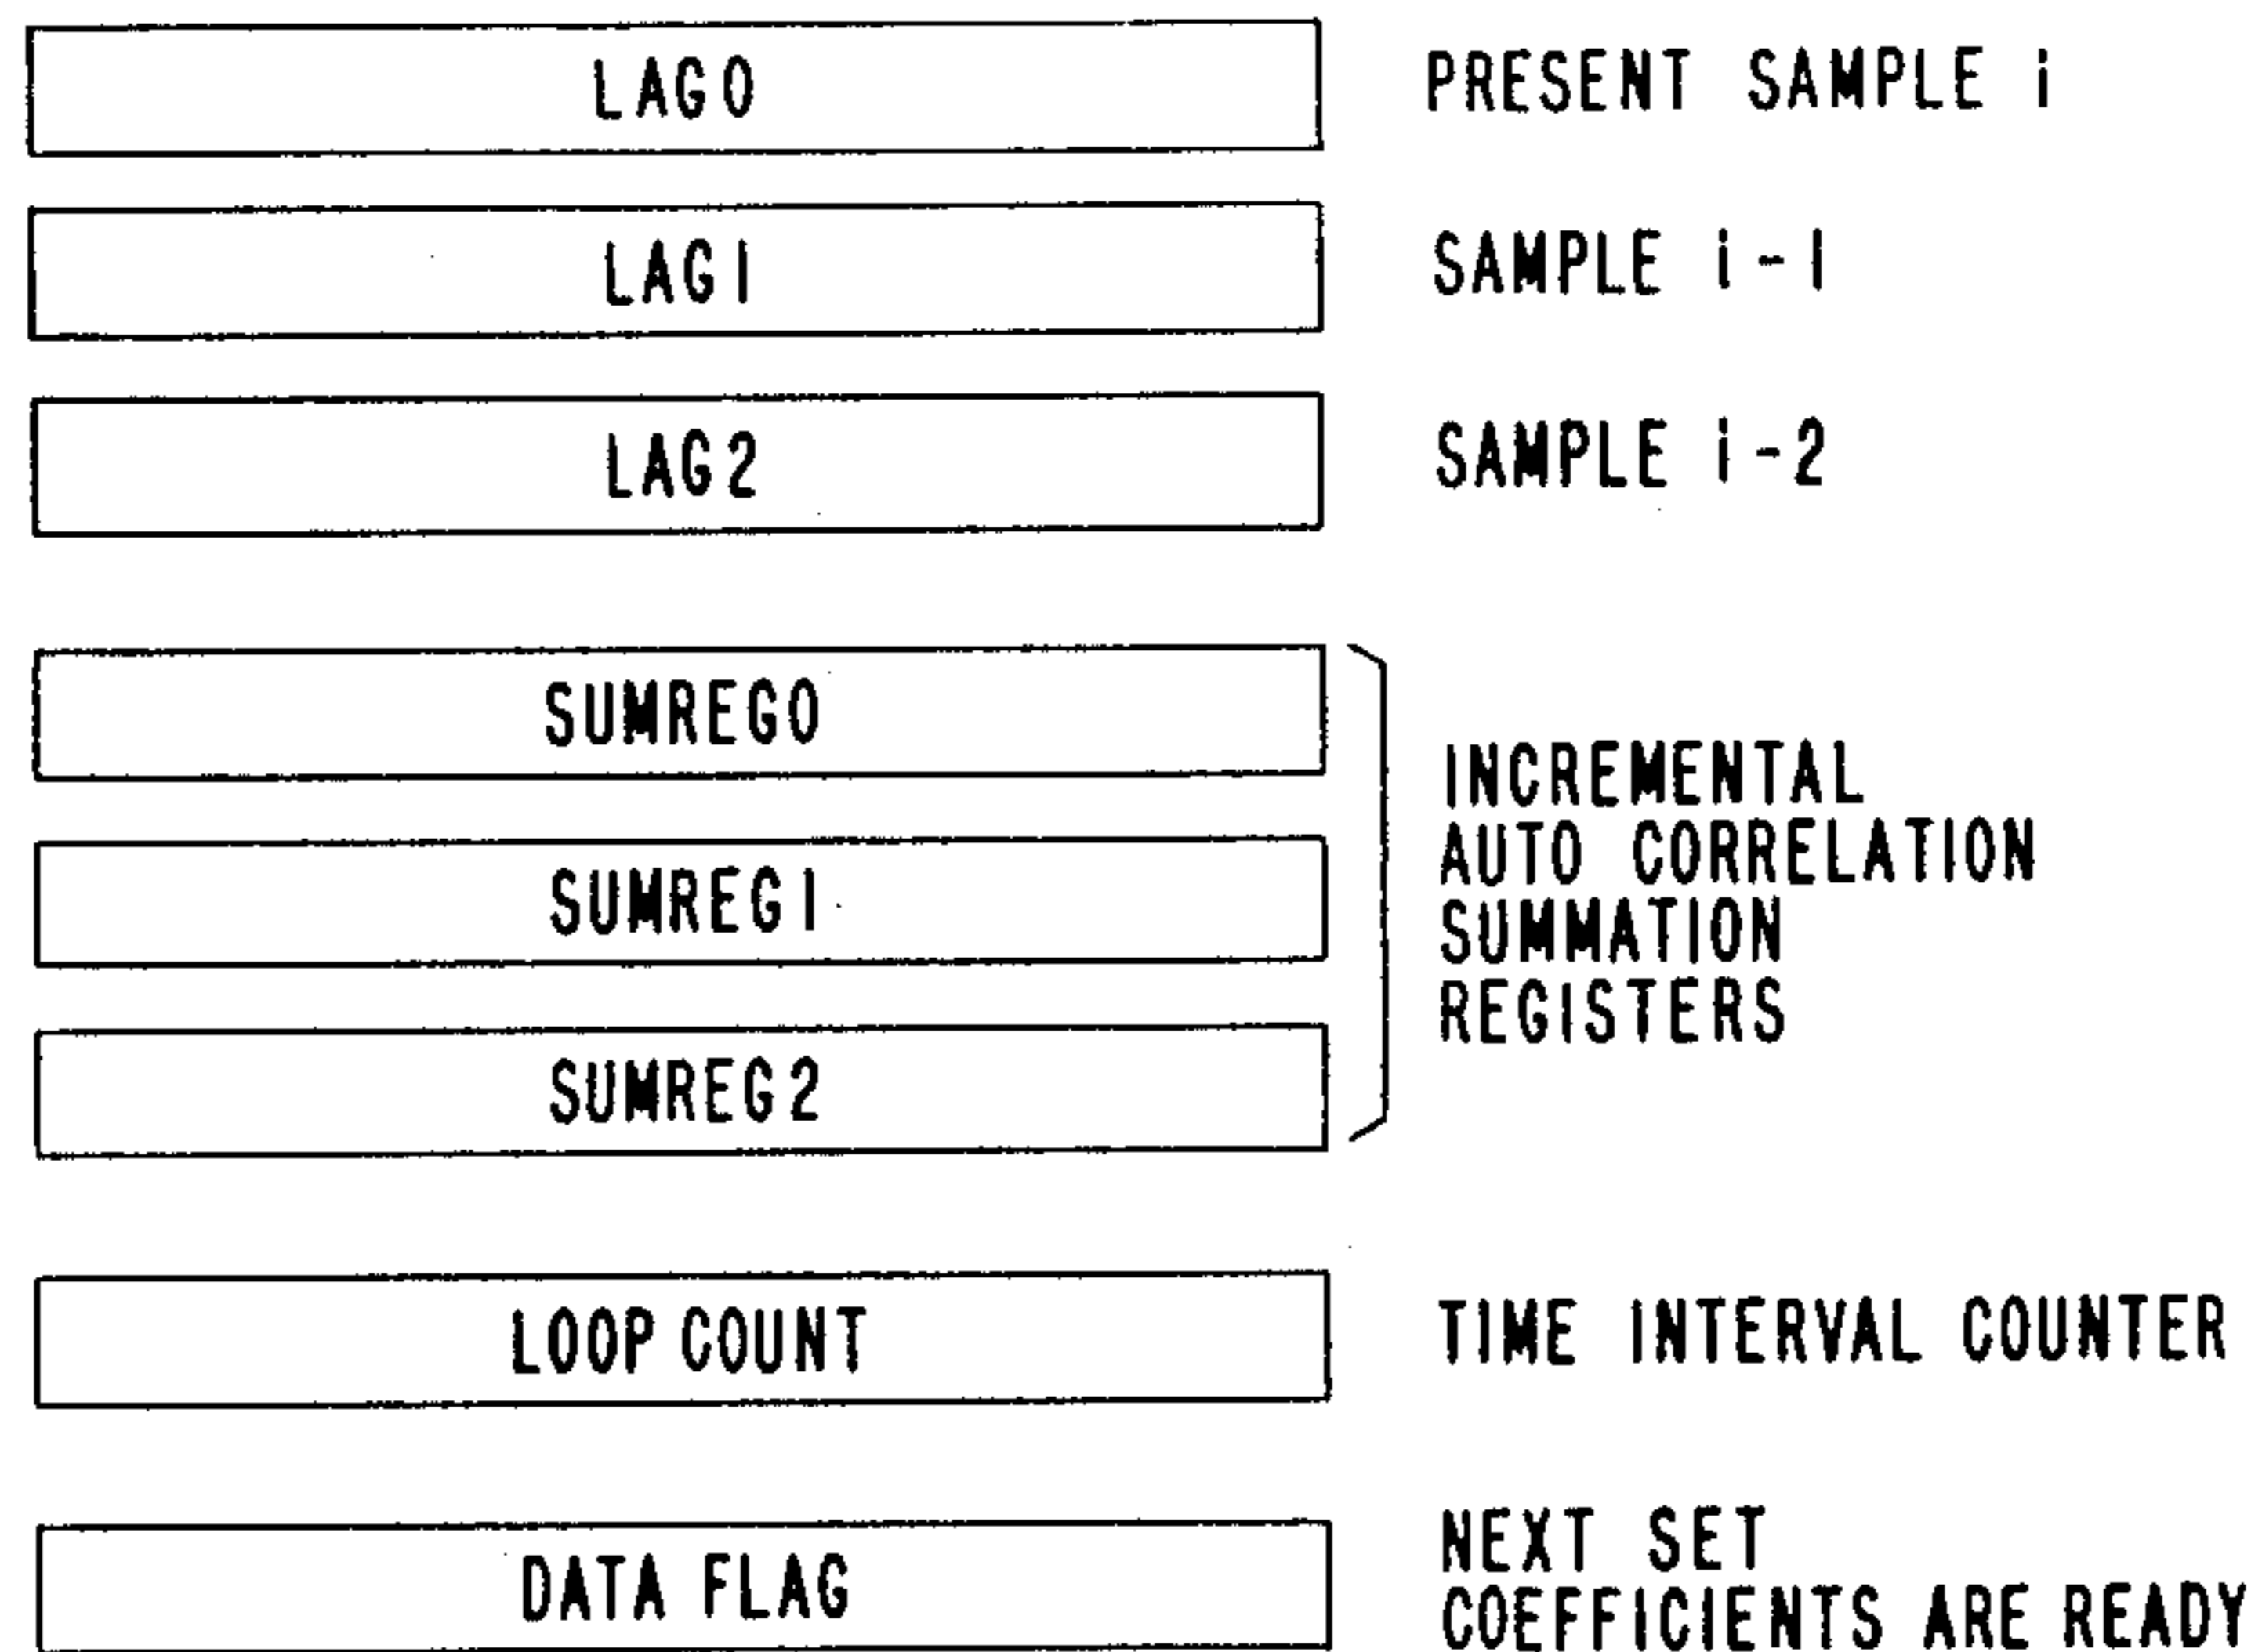 LAG0 PRESENT SAMPLE i
LAG1 SAMPLE i-1
LAG2 SAMPLE i-2
SUMREG0
SUMREG1
SUMREG2
INCREMENTAL
AUTO CORRELATION
SUMMATION
REGISTERS
LOOP COUNT TIME INTERVAL COUNTER
DATA FLAG
NEXT SET
COEFFICIENTS ARE READY